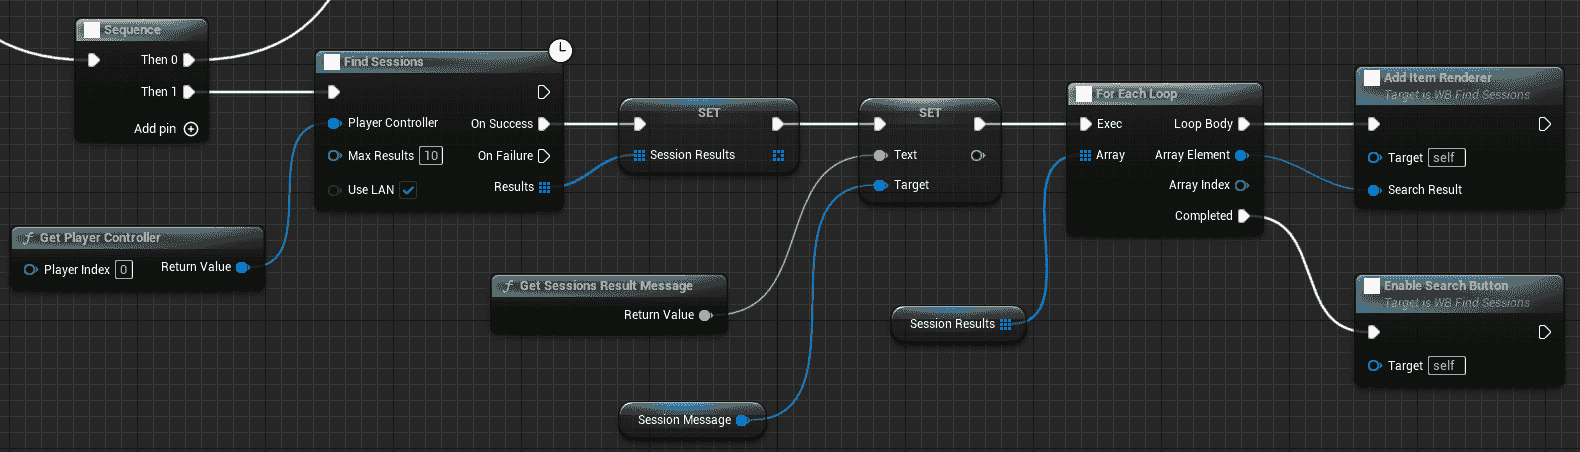 Sequence
Then 0
Then 1
Add pin
Find Sessions
Player Controller
On Success
Max Results 10
On Failure
Use LAN
Results
f Get Player Controller
Player Index 0
Return Value
SET
Session Results
SET
Text
Target
f Get Sessions Result Message
Return Value
Session Message
Session Results
For Each Loop
Exec
Loop Body
Array
Array Element
Array Index
Completed
Add Item Renderer
Target is WB Find Sessions
Target self
Search Result
Enable Search Button
Target is WB Find Sessions
Target self